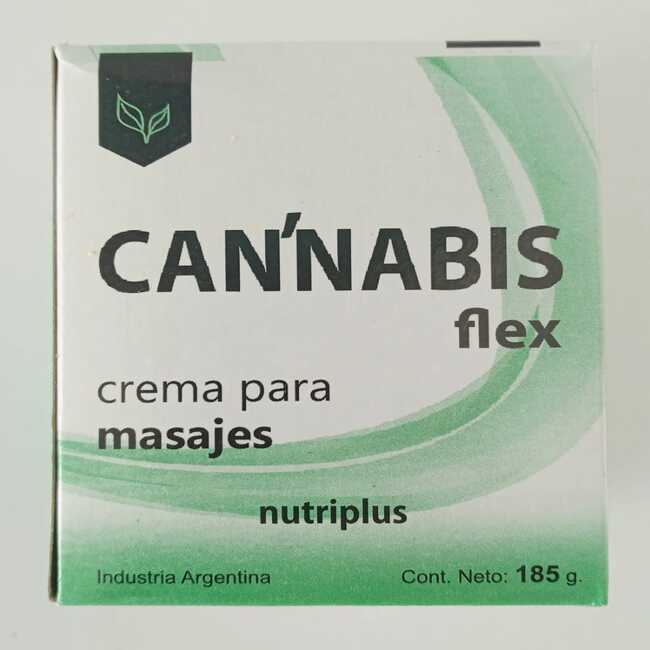 CAN'NABIS
flex
crema para
masajes
nutriplus
Industria Argentina
Cont. Neto: 185 g.